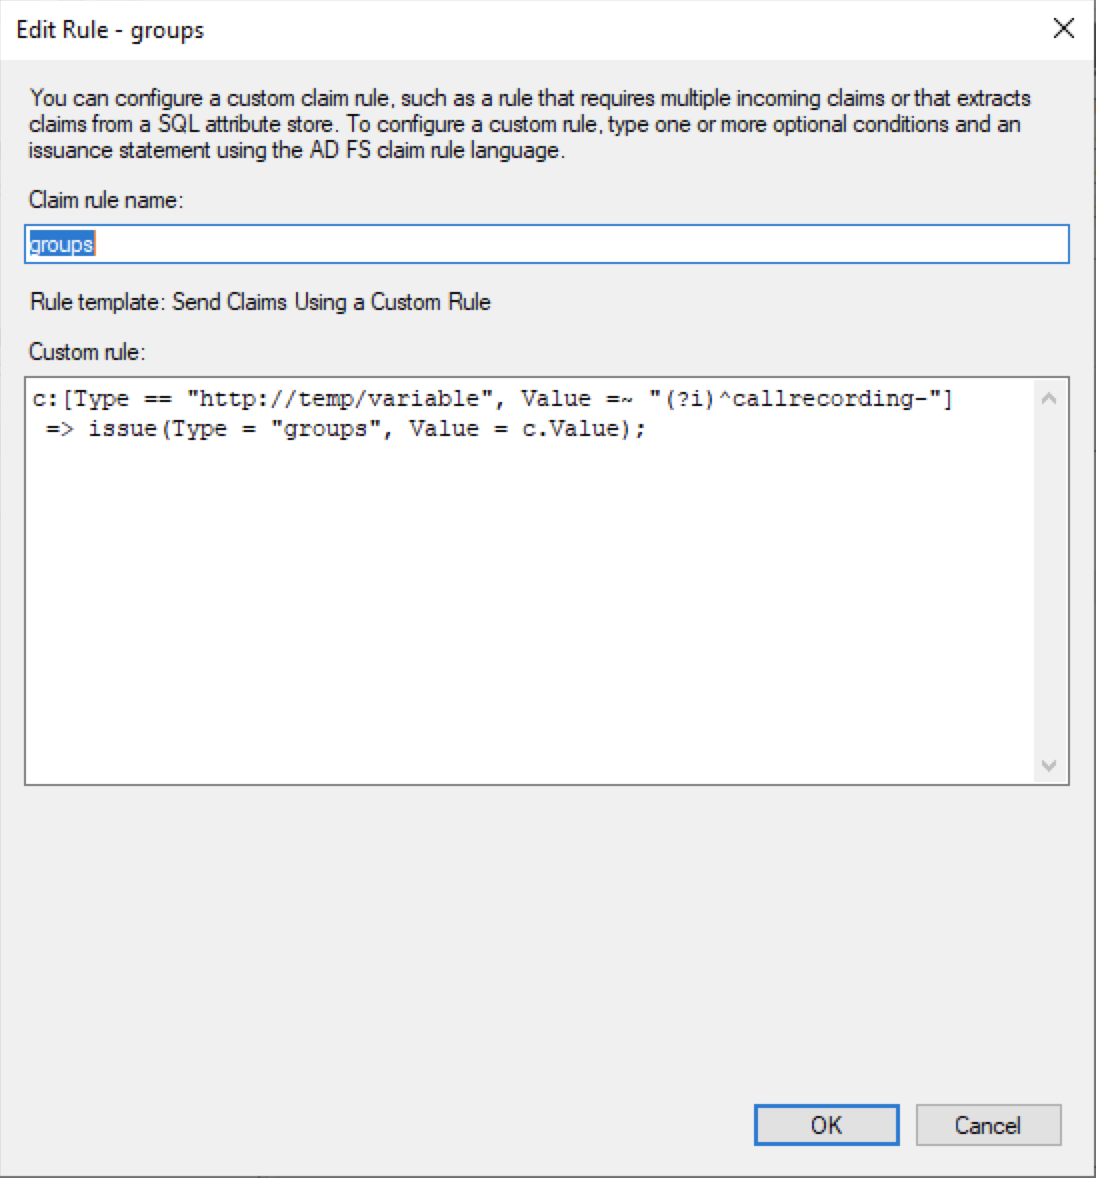 Edit Rule - groups
You can configure a custom claim rule, such as a rule that requires multiple incoming claims or that extracts
claims from a SQL attribute store. To configure a custom rule, type one or more optional conditions and an
issuance statement using the AD FS claim rule language.
Claim rule name:
groups
Rule template: Send Claims Using a Custom Rule
Custom rule:
c:[Type == "http://temp/variable", Value =~ "(?i)^callrecording-"]
 => issue(Type = "groups", Value = c.Value);
OK Cancel